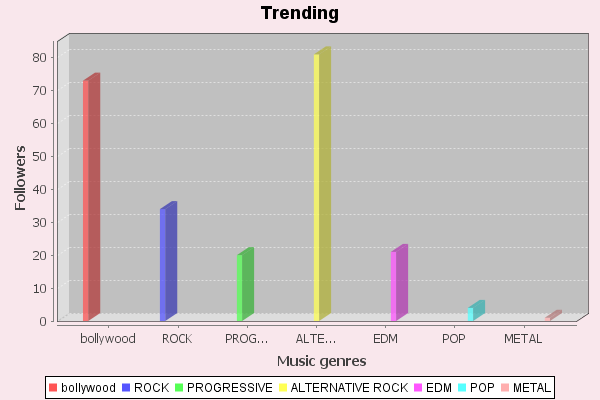 Trending
Followers
80
70
60
50
40
30
20
10
0
bollywood ROCK PROG... ALTE... EDM POP METAL
Music genres
bollywood ROCK PROGRESSIVE ALTERNATIVE ROCK EDM POP METAL